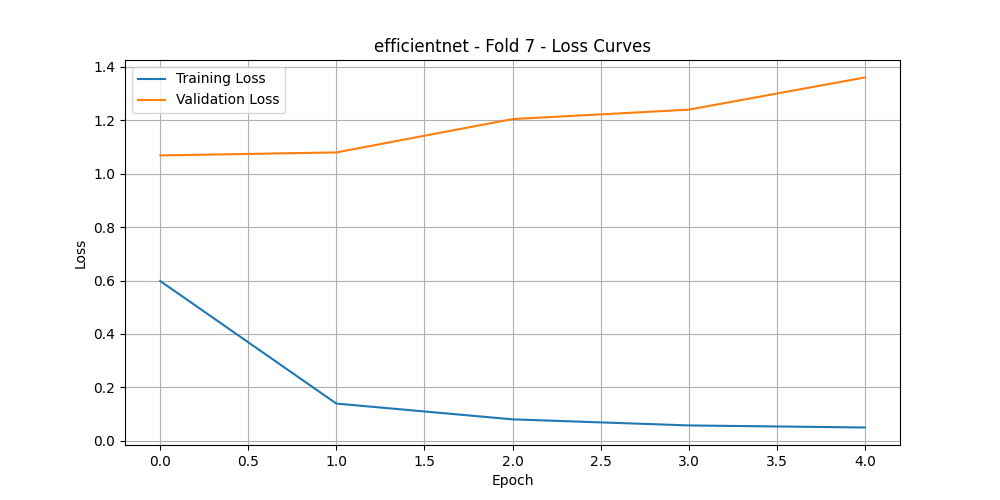 efficientnet - Fold 7 - Loss Curves
Training Loss
Validation Loss
Loss
1.4
1.2
1.0
0.8
0.6
0.4
0.2
0.0
0.0 0.5 1.0 1.5 2.0 2.5 3.0 3.5 4.0
Epoch